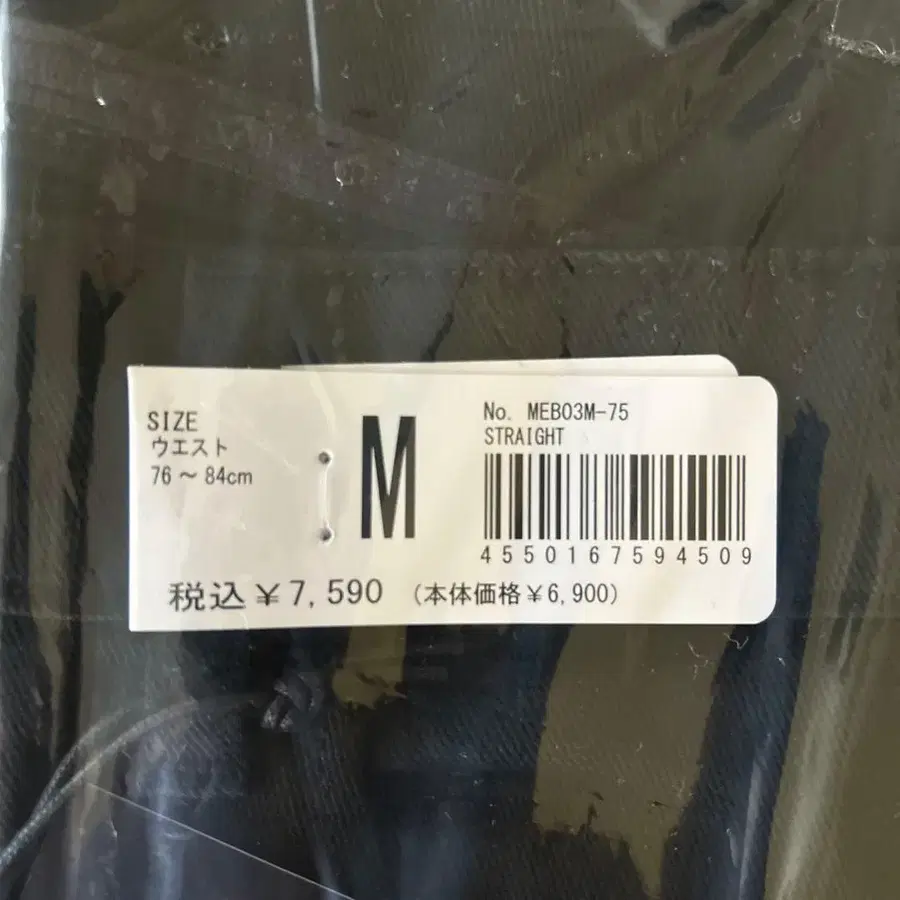 SIZE
ウエスト
76～84cm
M
No. MEB03M-75
STRAIGHT
4550167594509
税込￥7,590 (本体価格￥6,900)